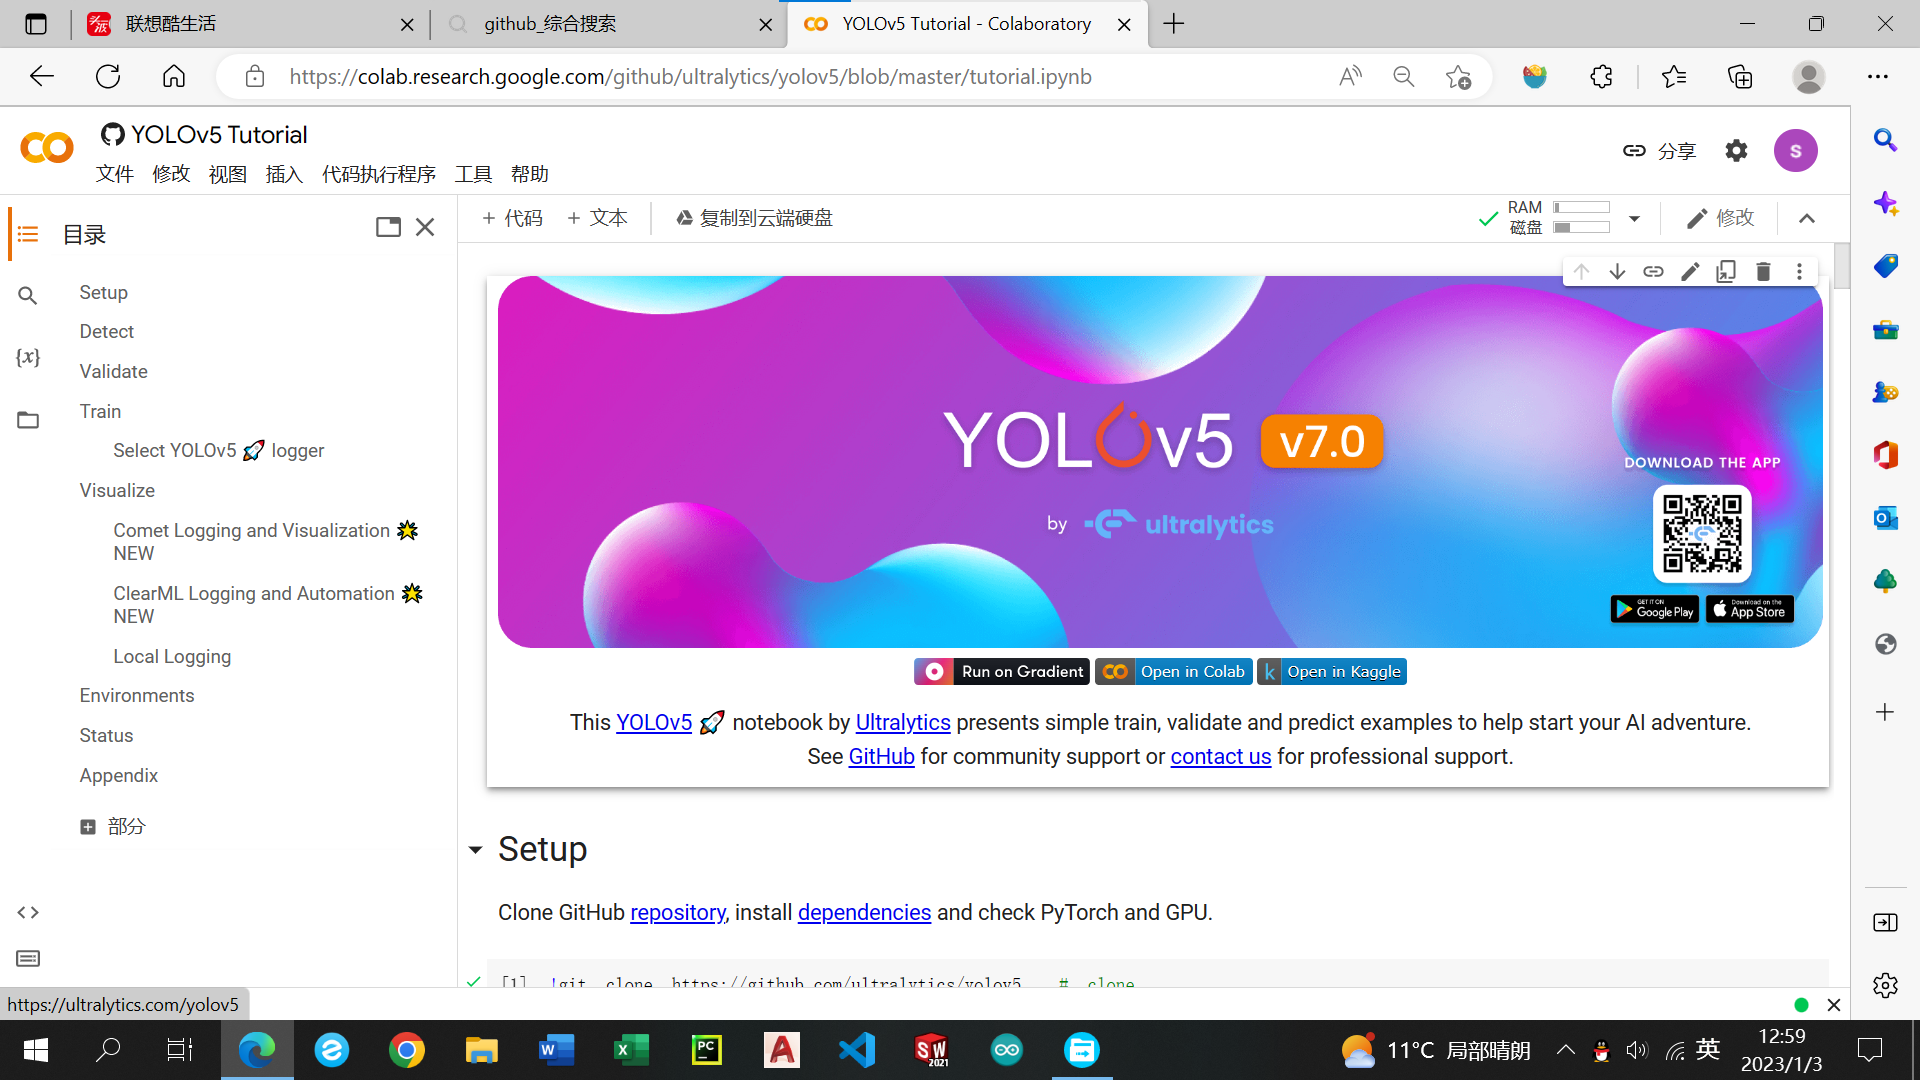 联想酷生活
github_综合搜索
YOLOv5 Tutorial - Colaboratory
https://colab.research.google.com/github/ultralytics/yolov5/blob/master/tutorial.ipynb
YOLOv5 Tutorial
文件 修改 视图 插入 代码执行程序 工具 帮助
分享
S
目录
Setup
Detect
Validate
Train
Select YOLOv5 🚀 logger
Visualize
Comet Logging and Visualization 🌟
NEW
ClearML Logging and Automation 🌟
NEW
Local Logging
Environments
Status
Appendix
部分
+ 代码 + 文本 复制到云端硬盘
RAM
磁盘
修改
YOLOv5 v7.0
by ultralytics
DOWNLOAD THE APP
GET IT ON
Google Play
Download on the
App Store
Run on Gradient
Open in Colab
k Open in Kaggle
This YOLOv5 🚀 notebook by Ultralytics presents simple train, validate and predict examples to help start your AI adventure.
See GitHub for community support or contact us for professional support.
Setup
Clone GitHub repository, install dependencies and check PyTorch and GPU.
[1] !git clone https://github.com/ultralytics/yolov5 # clone
https://ultralytics.com/yolov5
11°C 局部晴朗
英
12:59
2023/1/3